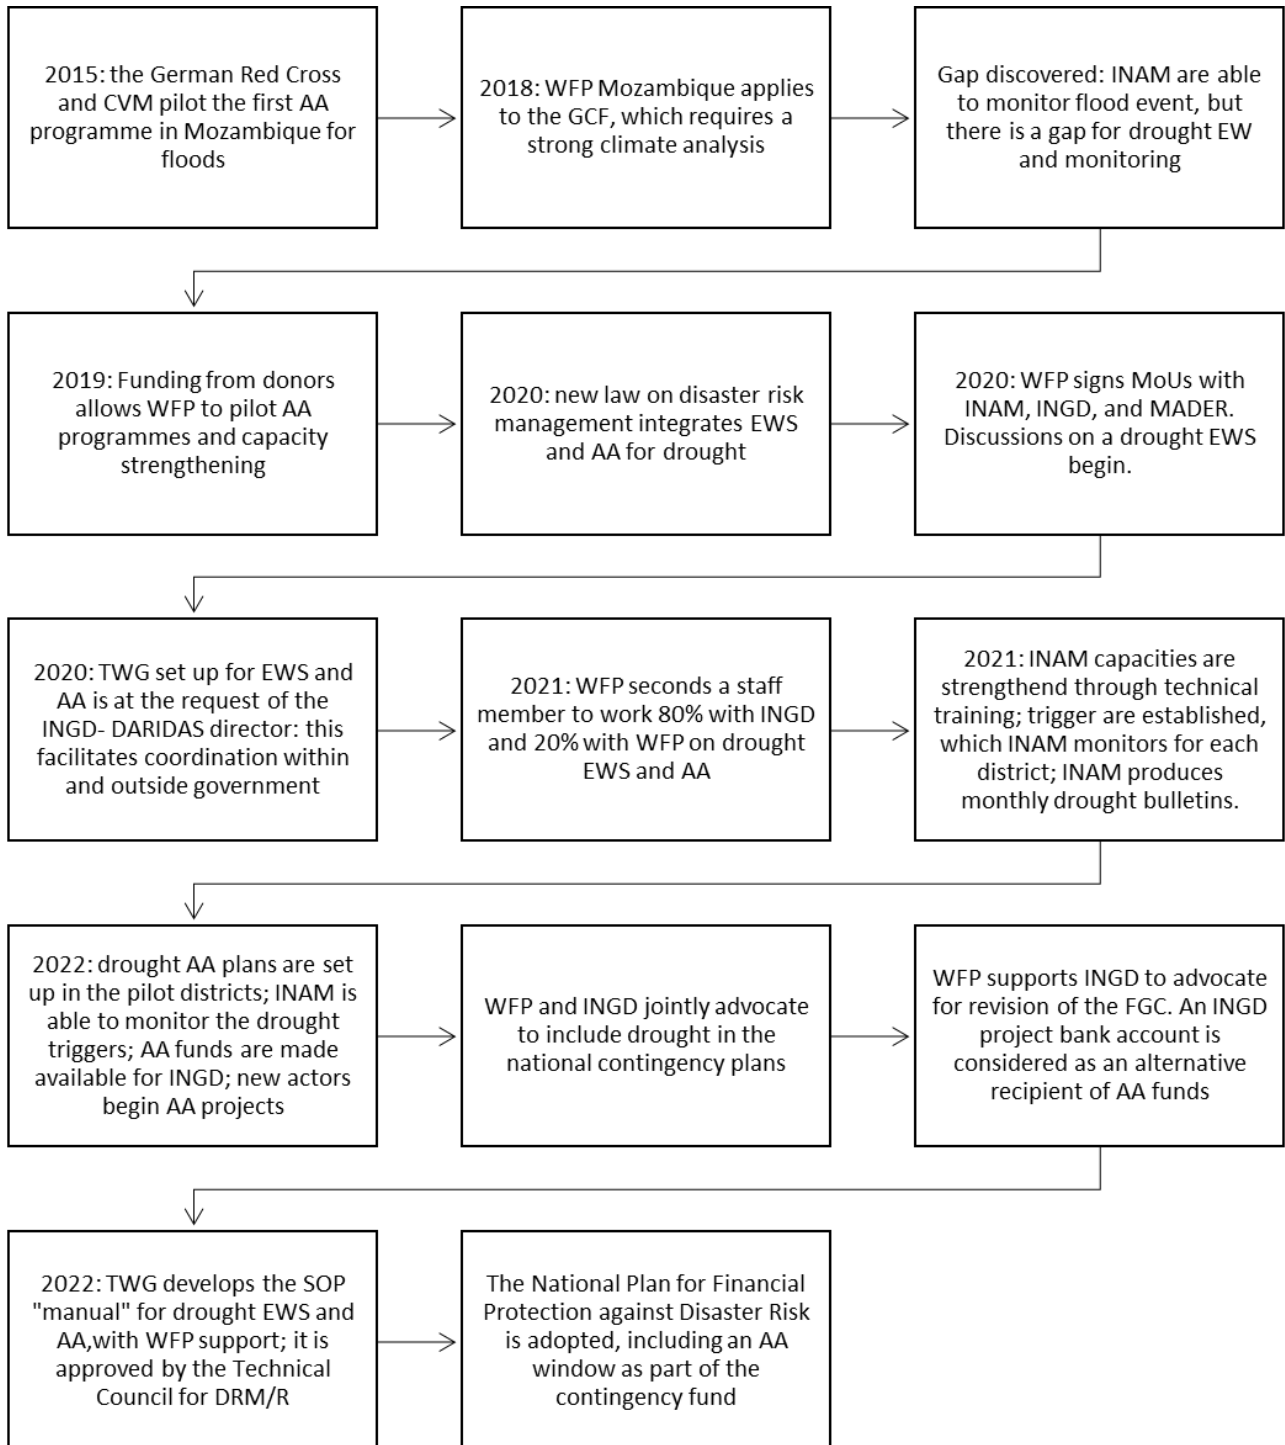 2015: the German Red Cross
and CVM pilot the first AA
programme in Mozambique for
floods
2018: WFP Mozambique applies
to the GCF, which requires a
strong climate analysis
Gap discovered: INAM are able
to monitor flood event, but
there is a gap for drought EW
and monitoring
2019: Funding from donors
allows WFP to pilot AA
programmes and capacity
strengthening
2020: new law on disaster risk
management integrates EWS
and AA for drought
2020: WFP signs MoUs with
INAM, INGD, and MADER.
Discussions on a drought EWS
begin.
2020: TWG set up for EWS and
AA is at the request of the
INGD- DARIDAS director: this
facilitates coordination within
and outside government
2021: WFP seconds a staff
member to work 80% with INGD
and 20% with WFP on drought
EWS and AA
2021: INAM capacities are
strengthend through technical
training; trigger are established,
which INAM monitors for each
district; INAM produces
monthly drought bulletins.
2022: drought AA plans are set
up in the pilot districts; INAM is
able to monitor the drought
triggers; AA funds are made
available for INGD; new actors
begin AA projects
WFP and INGD jointly advocate
to include drought in the
national contingency plans
WFP supports INGD to advocate
for revision of the FGC. An INGD
project bank account is
considered as an alternative
recipient of AA funds
2022: TWG develops the SOP
"manual" for drought EWS and
AA,with WFP support; it is
approved by the Technical
Council for DRM/R
The National Plan for Financial
Protection against Disaster Risk
is adopted, including an AA
window as part of the
contingency fund